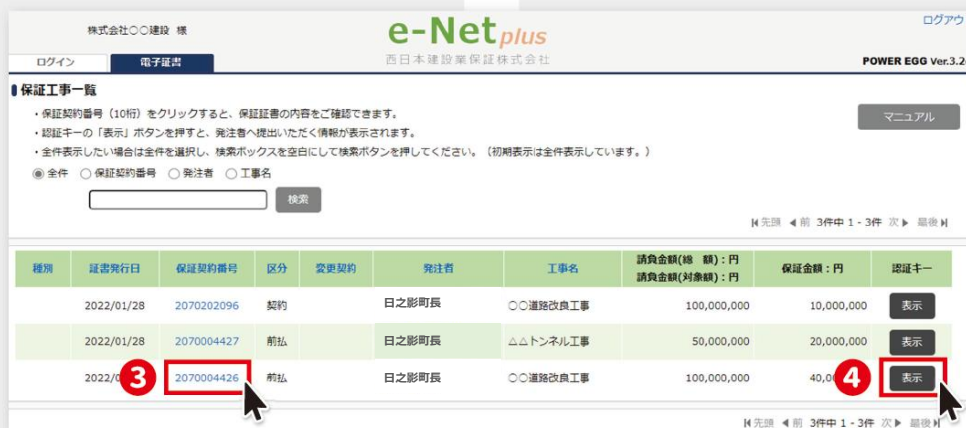 株式会社〇〇建設 様
e-Net plus
西日本建設業保証株式会社
ログアウ
ログイン 電子証書
POWER EGG Ver.3.2
保証工事一覧
・保証契約番号（10桁）をクリックすると、保証証書の内容をご確認できます。
・認証キーの「表示」ボタンを押すと、発注者へ提出いただく情報が表示されます。
・全件表示したい場合は全件を選択し、検索ボックスを空白にして検索ボタンを押してください。（初期表示は全件表示しています。）
マニュアル
全件 保証契約番号 発注者 工事名
検索
先頭 前 3件中 1 - 3件 次 最後
種別 証書発行日 保証契約番号 区分 変更契約 発注者 工事名 請負金額(総 額)：円 保証金額：円 認証キー
請負金額(対象額)：円
2022/01/28 2070202096 契約 日之影町長 〇〇道路改良工事 100,000,000 10,000,000 表示
2022/01/28 2070004427 前払 日之影町長 △△トンネル工事 50,000,000 20,000,000 表示
2022/0 3 2070004426 前払 日之影町長 〇〇道路改良工事 100,000,000 40,0 4 表示
先頭 前 3件中 1 - 3件 次 最後